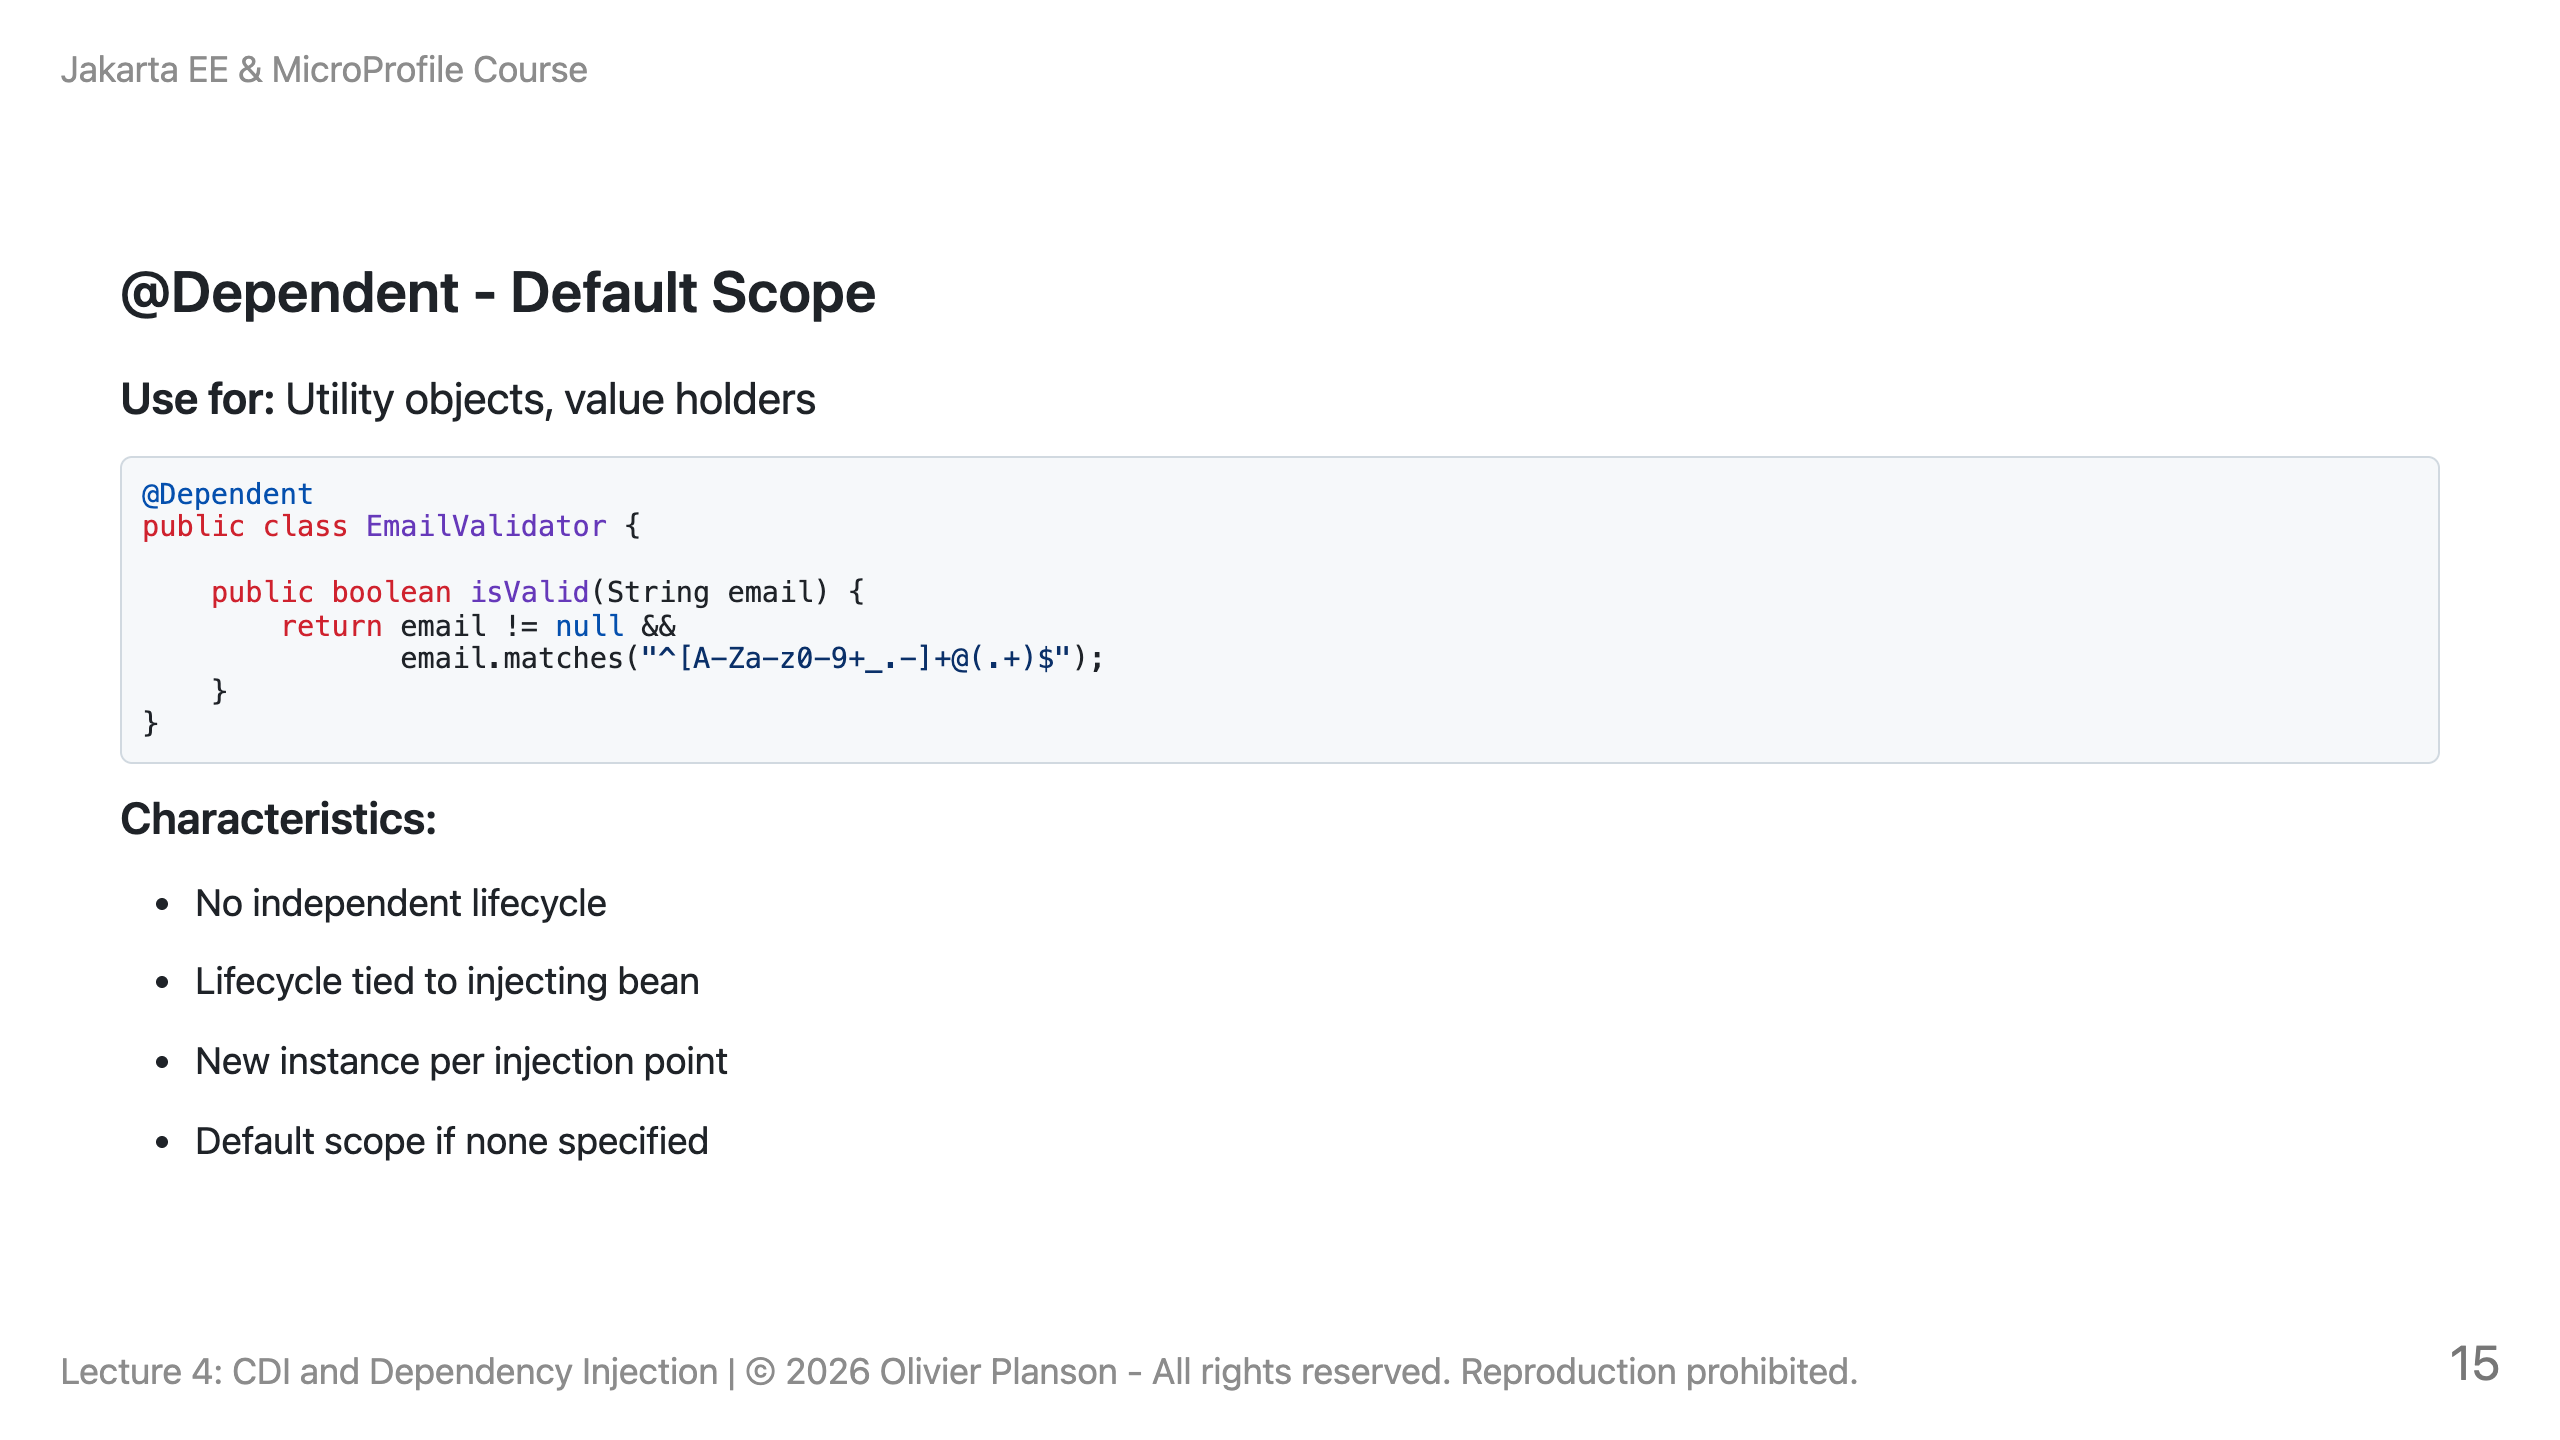 Jakarta EE & MicroProfile Course
@Dependent - Default Scope
Use for: Utility objects, value holders
@Dependent
public class EmailValidator {
    public boolean isValid(String email) {
        return email != null &&
               email.matches("^[A-Za-z0-9+_.-]+@(.+)$");
    }
}
Characteristics:
• No independent lifecycle
• Lifecycle tied to injecting bean
• New instance per injection point
• Default scope if none specified
Lecture 4: CDI and Dependency Injection | © 2026 Olivier Planson - All rights reserved. Reproduction prohibited.
15